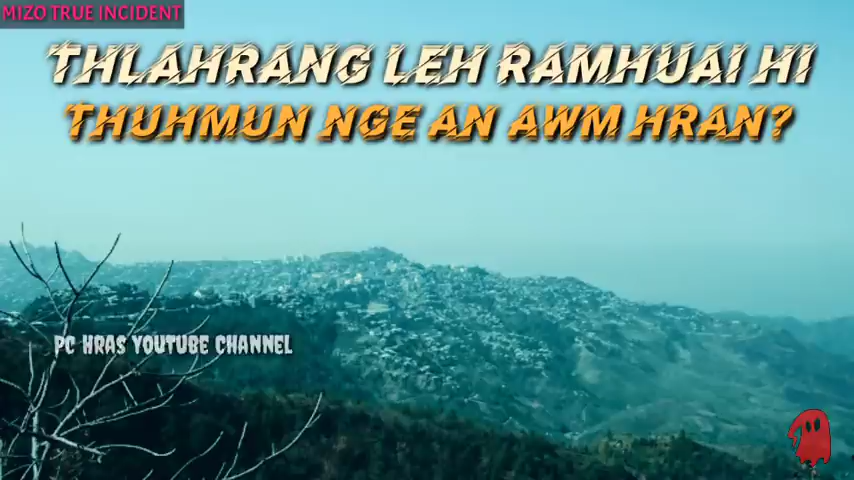 MIZO TRUE INCIDENT
THLAHRANG LEH RAMHUAI HI
THUHMUN NGE AN AWM HRAN?
PC HRAS YOUTUBE CHANNEL